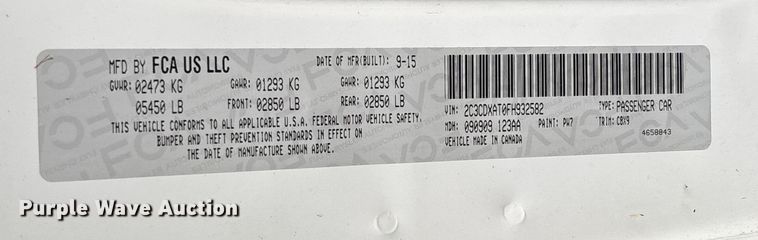 MFD BY FCA US LLC
DATE OF MFR(BUILT): 9-15
GVWR: 02473 KG GAWR: 01293 KG GAWR: 01293 KG
05450 LB FRONT: 02850 LB REAR: 02850 LB
THIS VEHICLE CONFORMS TO ALL APPLICABLE U.S.A. FEDERAL MOTOR VEHICLE SAFETY,
BUMPER AND THEFT PREVENTION STANDARDS IN EFFECT ON
THE DATE OF MANUFACTURE SHOWN ABOVE.
VIN: 2C3CDXAT0FH932582 TYPE: PASSENGER CAR
MDH: 090909 123AA PAINT: PW7 TRIM: CBX9
VEHICLE MADE IN CANADA 4658843
Purple Wave Auction